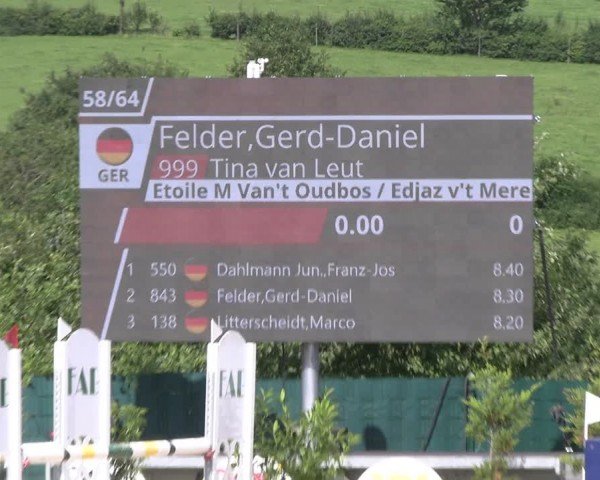 58/64
Felder,Gerd-Daniel
GER
999 Tina van Leut
Etoile M Van't Oudbos / Edjaz v't Mere
0.00 0
1 550 Dahlmann Jun.,Franz-Jos 8.40
2 843 Felder,Gerd-Daniel 8.30
3 138 Litterscheidt,Marco 8.20
FAB
FAB